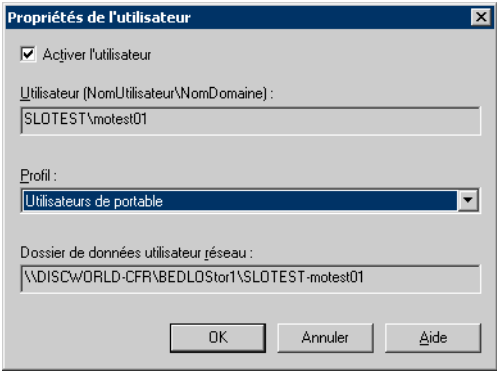 Propriétés de l'utilisateur
Activer l'utilisateur
Utilisateur (NomUtilisateur\NomDomaine) :
SLOTEST\motest01
Profil :
Utilisateurs de portable
Dossier de données utilisateur réseau :
\\DISCWORLD-CFR\BEDLOStor1\SLOTEST-motest01
OK Annuler Aide